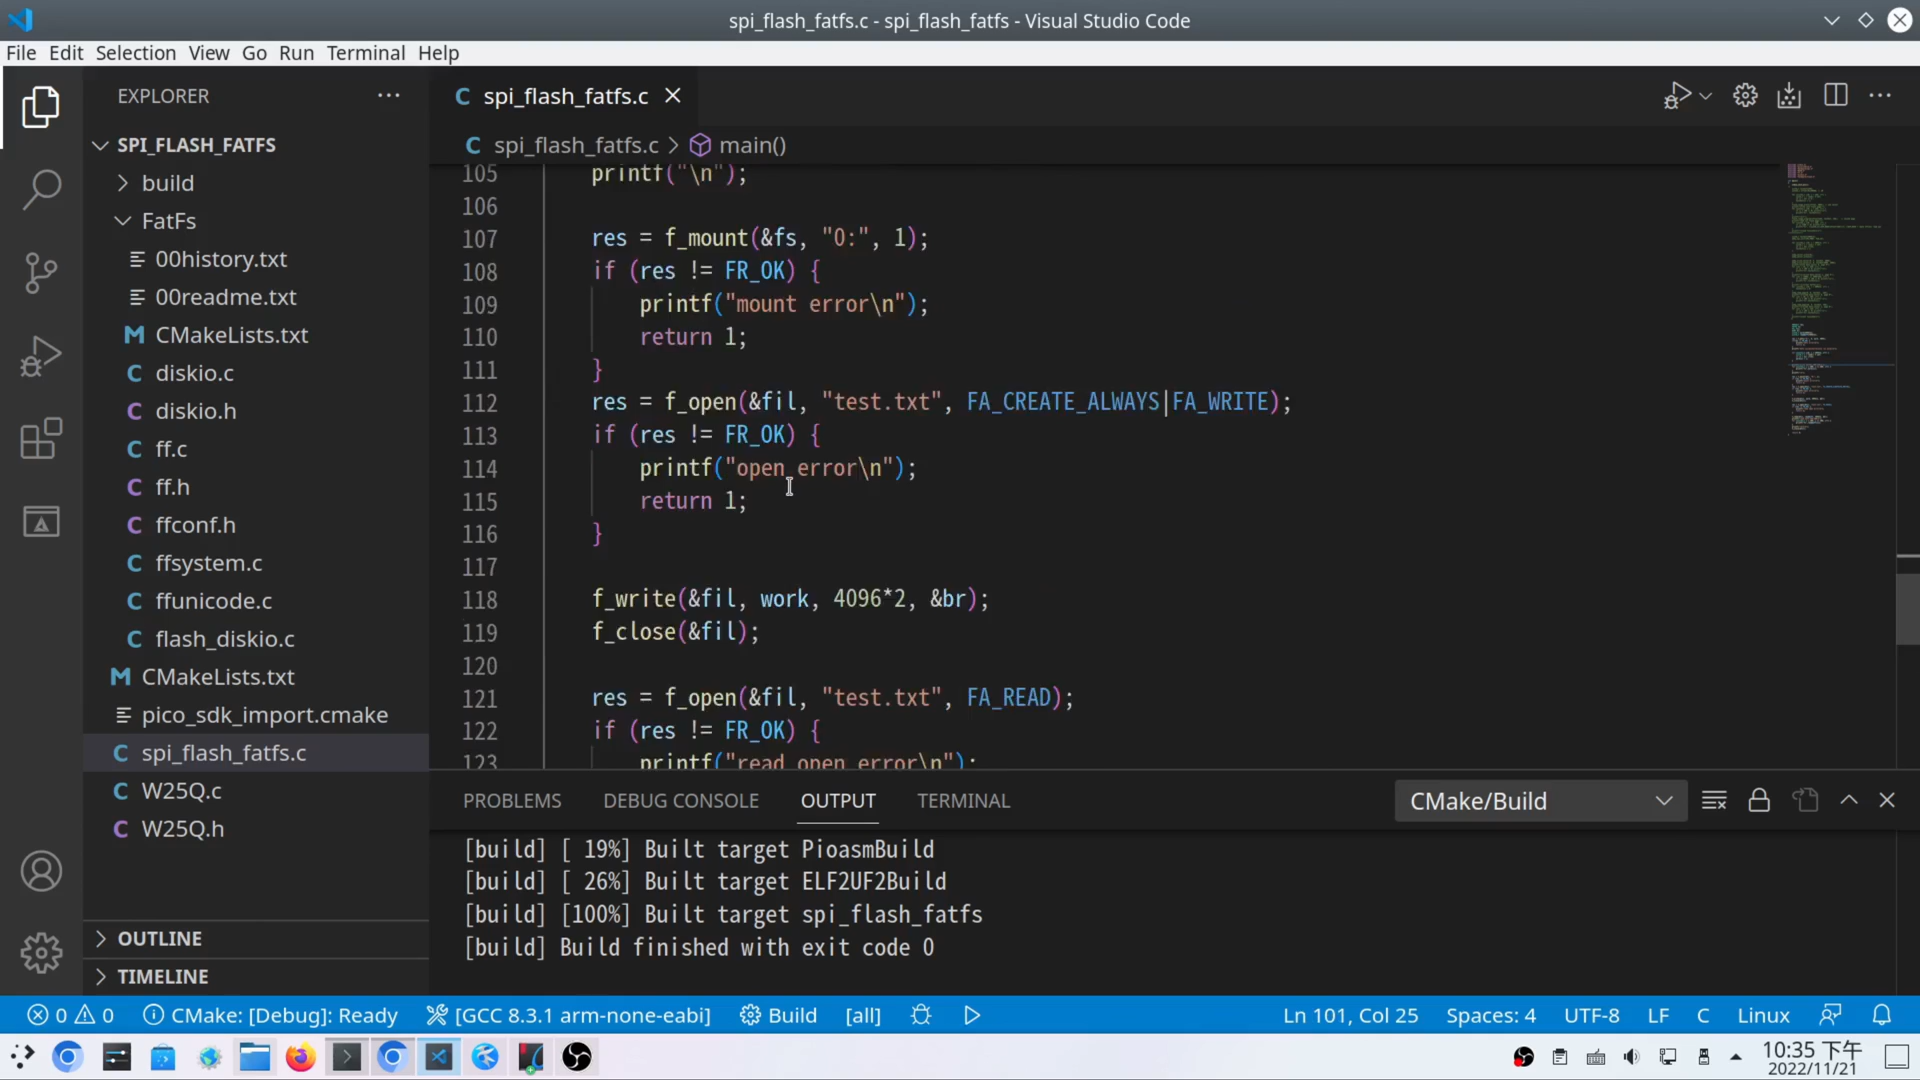 spi_flash_fatfs.c - spi_flash_fatfs - Visual Studio Code
File Edit Selection View Go Run Terminal Help
EXPLORER
SPI_FLASH_FATFS
build
FatFs
00history.txt
00readme.txt
M CMakeLists.txt
C diskio.c
C diskio.h
C ff.c
C ff.h
C ffconf.h
C ffsystem.c
C ffunicode.c
C flash_diskio.c
M CMakeLists.txt
pico_sdk_import.cmake
C spi_flash_fatfs.c
C W25Q.c
C W25Q.h
OUTLINE
TIMELINE
C spi_flash_fatfs.c
C spi_flash_fatfs.c > main()
105 printf("\n");
106
107 res = f_mount(&fs, "0:", 1);
108 if (res != FR_OK) {
109 printf("mount error\n");
110 return 1;
111 }
112 res = f_open(&fil, "test.txt", FA_CREATE_ALWAYS|FA_WRITE);
113 if (res != FR_OK) {
114 printf("open error\n");
115 return 1;
116 }
117
118 f_write(&fil, work, 4096*2, &br);
119 f_close(&fil);
120
121 res = f_open(&fil, "test.txt", FA_READ);
122 if (res != FR_OK) {
123 printf("read open error\n");
PROBLEMS DEBUG CONSOLE OUTPUT TERMINAL CMake/Build
[build] [ 19%] Built target PioasmBuild
[build] [ 26%] Built target ELF2UF2Build
[build] [100%] Built target spi_flash_fatfs
[build] Build finished with exit code 0
0 0 CMake: [Debug]: Ready [GCC 8.3.1 arm-none-eabi] Build [all] Ln 101, Col 25 Spaces: 4 UTF-8 LF C Linux
10:35 下午
2022/11/21